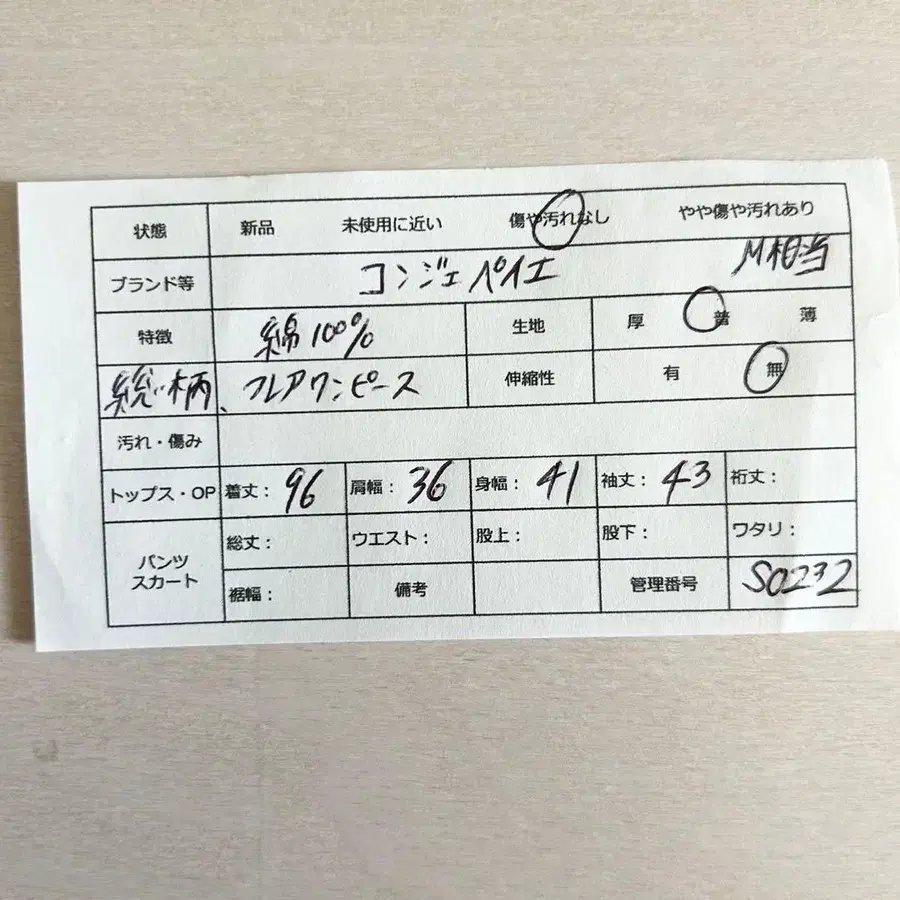 状態 新品 未使用に近い 傷や汚れなし やや傷や汚れあり
ブランド等 コンジェペイエ M相当
特徴 綿100% 生地 厚 普 薄
総柄、フレアワンピース 伸縮性 有 無
汚れ・傷み
トップス・OP 着丈: 96 肩幅: 36 身幅: 41 袖丈: 43 裄丈:
パンツ スカート 総丈: ウエスト: 股上: 股下: ワタリ:
裾幅: 備考 管理番号 S0232